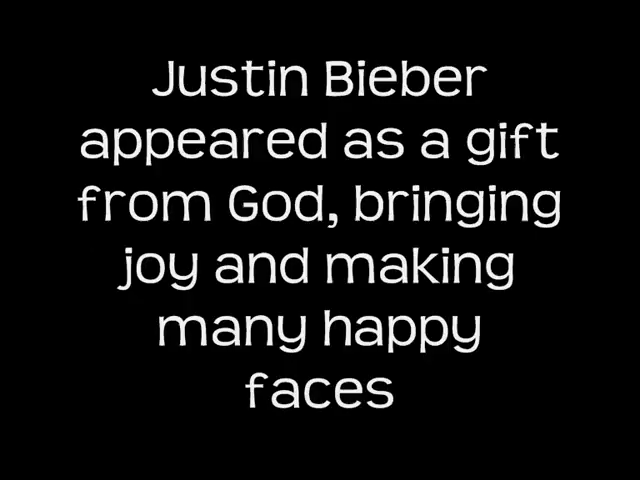 Justin Bieber
appeared as a gift
from God, bringing
joy and making
many happy
faces